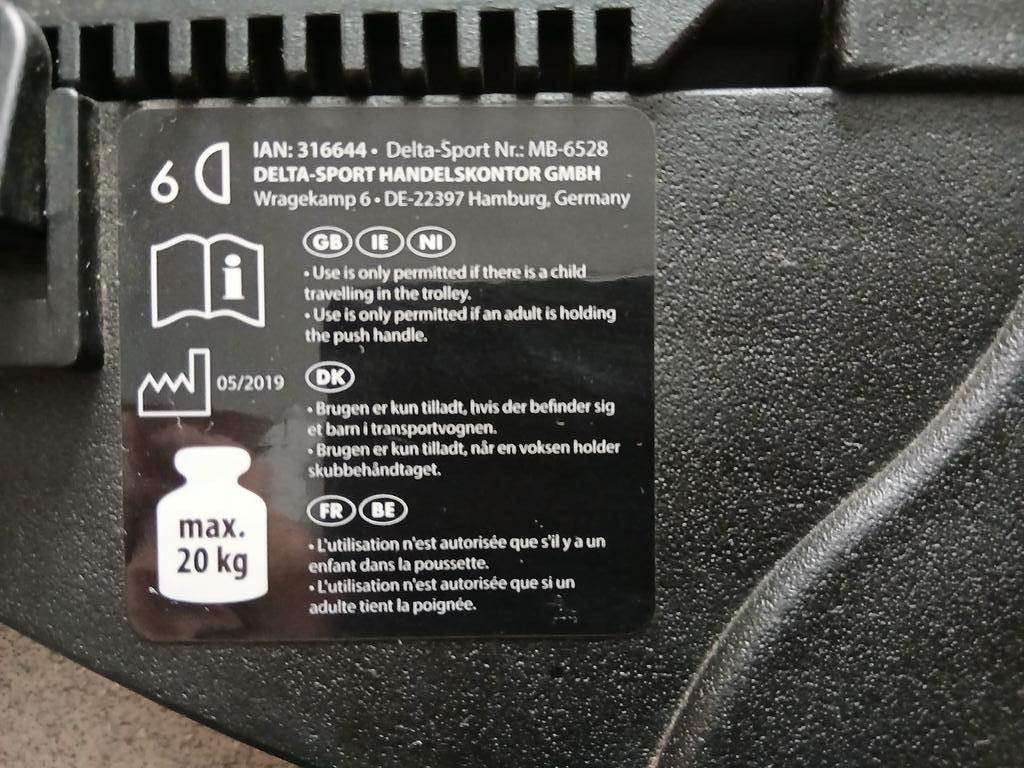 6
IAN: 316644 • Delta-Sport Nr.: MB-6528
DELTA-SPORT HANDELSKONTOR GMBH
Wragekamp 6 • DE-22397 Hamburg, Germany
GB IE NI
• Use is only permitted if there is a child
travelling in the trolley.
• Use is only permitted if an adult is holding
the push handle.
05/2019
DK
• Brugen er kun tilladt, hvis der befinder sig
et barn i transportvognen.
• Brugen er kun tilladt, når en voksen holder
skubbehåndtaget.
max.
20 kg
FR BE
• L'utilisation n'est autorisée que s'il y a un
enfant dans la poussette.
• L'utilisation n'est autorisée que si un
adulte tient la poignée.